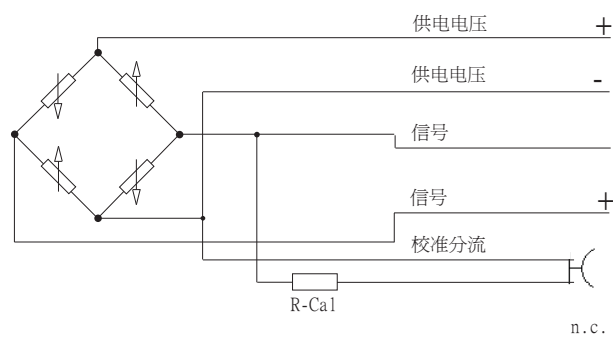 供电电压 +
供电电压 -
信号
信号 +
校准分流
R-Cal
n.c.